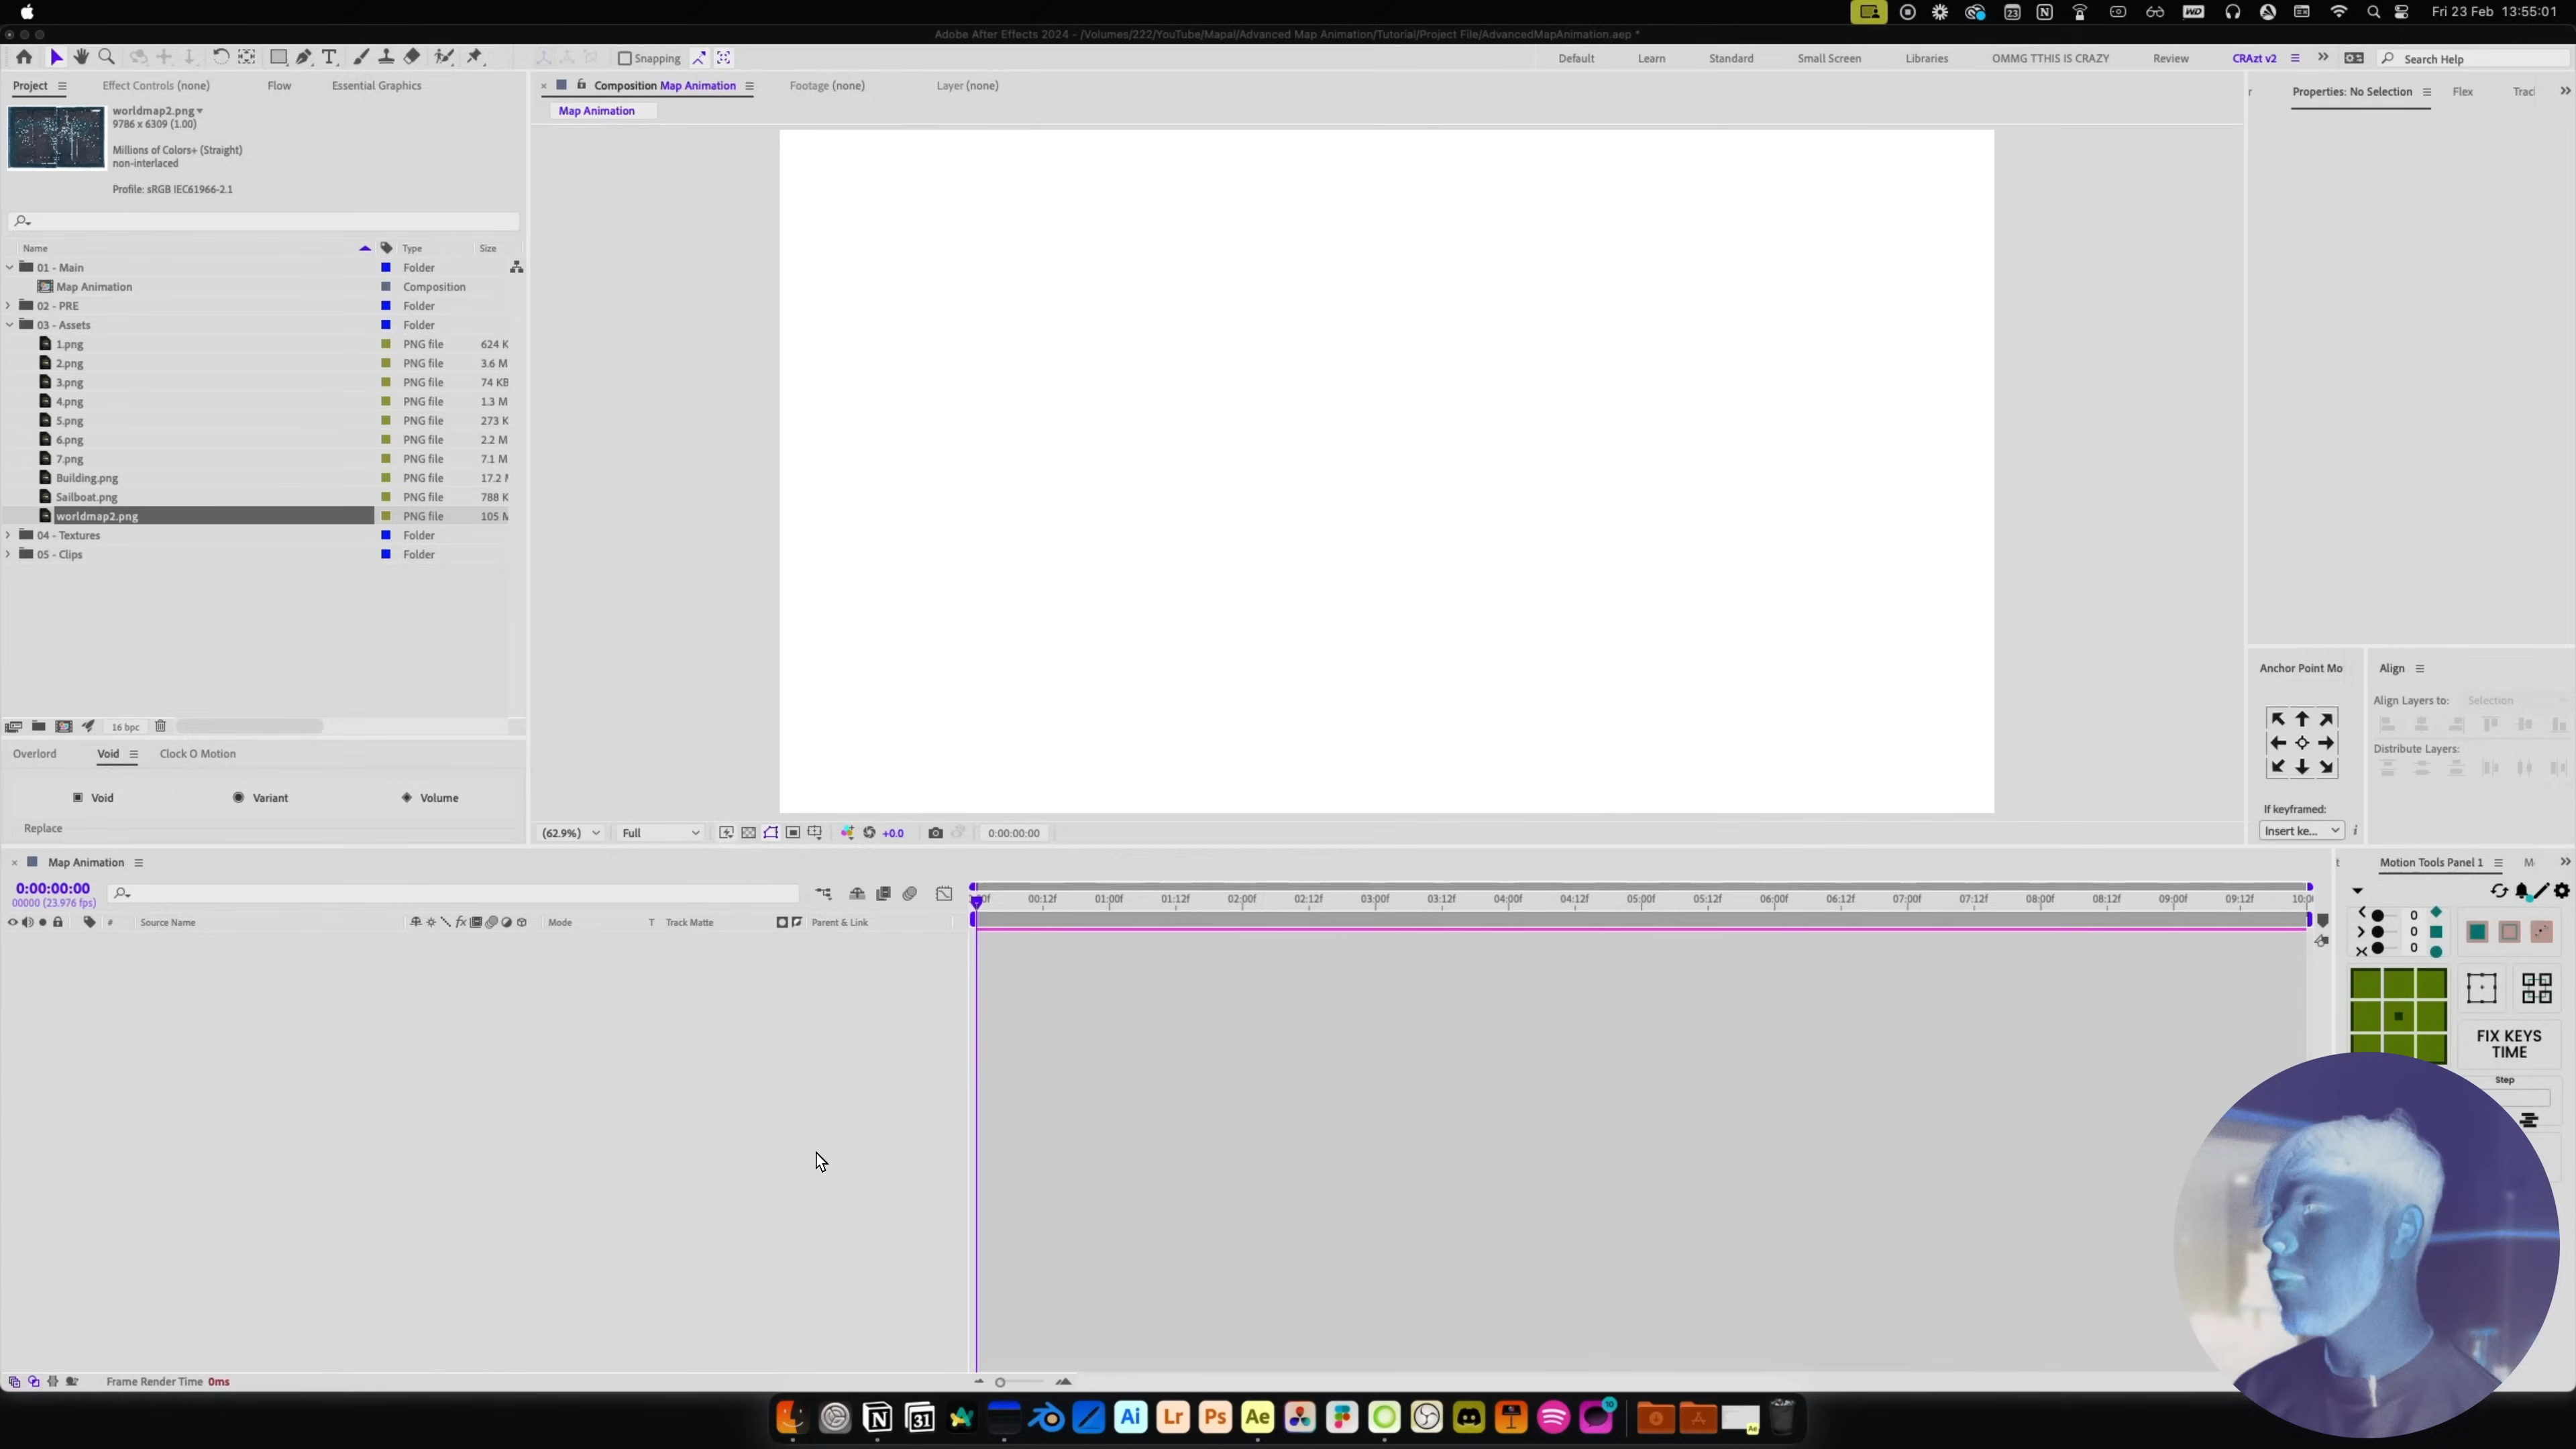 Fri 23 Feb 13:55:01
Adobe After Effects 2024 - /Volumes/222/YouTube/Mapal/Advanced Map Animation/Tutorial/Project File/AdvancedMapAnimation.aep *
Snapping
Default
Learn
Standard
Small Screen
Libraries
OMMG TTHIS IS CRAZY
Review
CRAzt v2
Search Help
Project
Effect Controls (none)
Flow
Essential Graphics
Composition Map Animation
Footage (none)
Layer (none)
Properties: No Selection
Flex
Map Animation
worldmap2.png
9786 x 6309 (1.00)
Millions of Colors+ (Straight)
non-interlaced
Profile: sRGB IEC61966-2.1
Name Type Size
01 - Main Folder
Map Animation Composition
02 - PRE Folder
03 - Assets Folder
1.png PNG file 624 K
2.png PNG file 3.6 M
3.png PNG file 74 KB
4.png PNG file 1.3 M
5.png PNG file 273 K
6.png PNG file 2.2 M
7.png PNG file 7.1 M
Building.png PNG file 17.2
Sailboat.png PNG file 788 K
worldmap2.png PNG file 105
04 - Textures Folder
05 - Clips Folder
16 bpc
Overlord
Void
Clock O Motion
Void
Variant
Volume
Replace
(62.9%)
Full
+0.0
0:00:00:00
Anchor Point Mo
Align
Align Layers to: Selection
Distribute Layers:
If keyframed:
Insert ke...
Map Animation
0:00:00:00
00000 (23.976 fps)
# Source Name
Mode
T Track Matte
Parent & Link
00:12f 01:00f 01:12f 02:00f 02:12f 03:00f 03:12f 04:00f 04:12f 05:00f 05:12f 06:00f 06:12f 07:00f 07:12f 08:00f 08:12f 09:00f 09:12f
Motion Tools Panel 1
0
0
0
FIX KEYS
TIME
Step
Frame Render Time 0ms
31
Ai
Lr
Ps
Ae
10